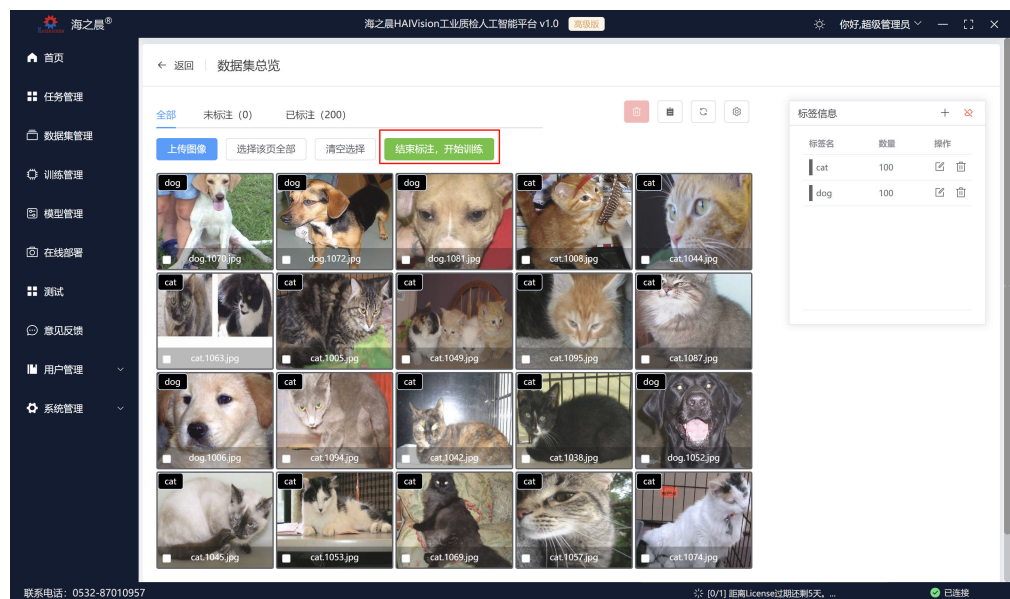 海之晨®
海之晨HAIVision工业质检人工智能平台 v1.0 高级版
你好,超级管理员
首页
任务管理
数据集管理
训练管理
模型管理
在线部署
测试
意见反馈
用户管理
系统管理
返回 数据集总览
全部 未标注（0） 已标注（200）
上传图像 选择该页全部 清空选择 结束标注，开始训练
dog dog dog cat cat
dog.1070.jpg dog.1072.jpg dog.1081.jpg cat.1008.jpg cat.1044.jpg
cat cat cat cat cat
cat.1063.jpg cat.1005.jpg cat.1049.jpg cat.1095.jpg cat.1087.jpg
dog cat cat cat dog
dog.1006.jpg cat.1094.jpg cat.1042.jpg cat.1038.jpg dog.1052.jpg
cat cat cat cat cat
cat.1045.jpg cat.1053.jpg cat.1069.jpg cat.1057.jpg cat.1074.jpg
标签信息
标签名 数量 操作
cat 100
dog 100
联系电话：0532-87010957
[0/1] 距离License过期还剩5天，...
已连接